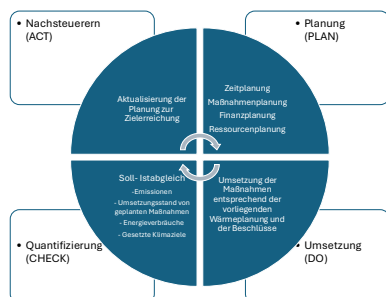 • Nachsteuerern
(ACT)
• Planung
(PLAN)
Aktualisierung der
Planung zur
Zielerreichung
Zeitplanung
Maßnahmenplanung
Finanzplanung
Ressourcenplanung
Soll- Istabgleich
-Emissionen
- Umsetzungsstand von
geplanten Maßnahmen
- Energieverbräuche
- Gesetzte Klimaziele
Umsetzung der
Maßnahmen
entsprechend der
vorliegenden
Wärmeplanung und
der Beschlüsse
• Quantifizierung
(CHECK)
• Umsetzung
(DO)